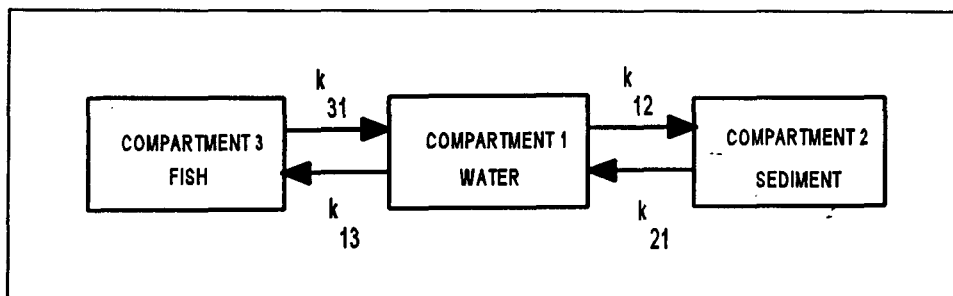 k
31
k
12
COMPARTMENT 3
FISH
COMPARTMENT 1
WATER
COMPARTMENT 2
SEDIMENT
k
13
k
21